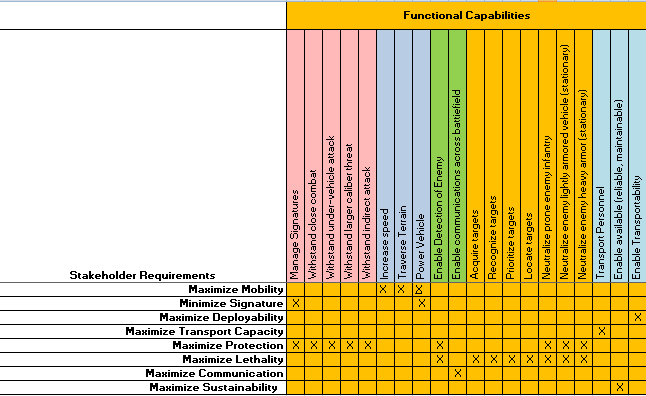 Functional Capabilities
Stakeholder Requirements
Manage Signatures
Withstand close combat
Withstand under-vehicle attack
Withstand larger caliber threat
Withstand indirect attack
Increase speed
Traverse Terrain
Power Vehicle
Enable Detection of Enemy
Enable communications across battlefield
Acquire targets
Recognize targets
Prioritize targets
Locate targets
Neutralize prone enemy infantry
Neutralize enemy lightly armored vehicle (stationary)
Neutralize enemy heavy armor (stationary)
Transport Personnel
Enable available (reliable, maintainable)
Enable Transportability
Maximize Mobility X X X
Minimize Signature X X
Maximize Deployability X
Maximize Transport Capacity X
Maximize Protection X X X X X X X X X
Maximize Lethality X X X X X X X X
Maximize Communication X
Maximize Sustainability X